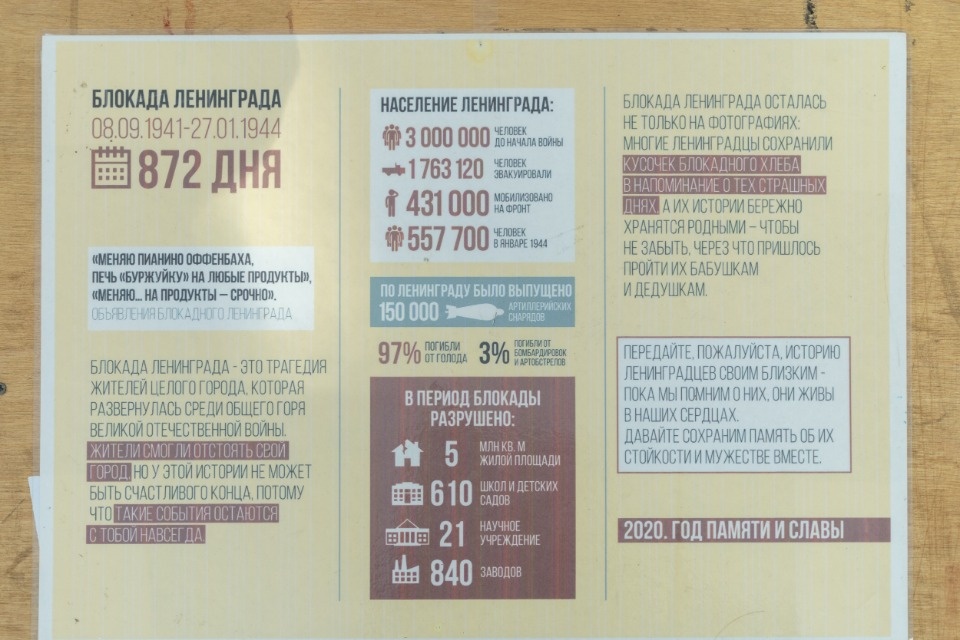 БЛОКАДА ЛЕНИНГРАДА
08.09.1941-27.01.1944
872 ДНЯ
«МЕНЯЮ ПИАНИНО ОФФЕНБАХА,
ПЕЧЬ «БУРЖУЙКУ» НА ЛЮБЫЕ ПРОДУКТЫ»,
«МЕНЯЮ... НА ПРОДУКТЫ – СРОЧНО».
ОБЪЯВЛЕНИЯ БЛОКАДНОГО ЛЕНИНГРАДА
БЛОКАДА ЛЕНИНГРАДА - ЭТО ТРАГЕДИЯ
ЖИТЕЛЕЙ ЦЕЛОГО ГОРОДА, КОТОРАЯ
РАЗВЕРНУЛАСЬ СРЕДИ ОБЩЕГО ГОРЯ
ВЕЛИКОЙ ОТЕЧЕСТВЕННОЙ ВОЙНЫ.
ЖИТЕЛИ СМОГЛИ ОТСТОЯТЬ СВОЙ
ГОРОД, НО У ЭТОЙ ИСТОРИИ НЕ МОЖЕТ
БЫТЬ СЧАСТЛИВОГО КОНЦА, ПОТОМУ
ЧТО ТАКИЕ СОБЫТИЯ ОСТАЮТСЯ
С ТОБОЙ НАВСЕГДА.
НАСЕЛЕНИЕ ЛЕНИНГРАДА:
3 000 000 ЧЕЛОВЕК
ДО НАЧАЛА ВОЙНЫ
1 763 120 ЧЕЛОВЕК
ЭВАКУИРОВАЛИ
431 000 МОБИЛИЗОВАНО
НА ФРОНТ
557 700 ЧЕЛОВЕК
В ЯНВАРЕ 1944
ПО ЛЕНИНГРАДУ БЫЛО ВЫПУЩЕНО
150 000 АРТИЛЛЕРИЙСКИХ
СНАРЯДОВ
97% ПОГИБЛИ
ОТ ГОЛОДА
3% ПОГИБЛИ ОТ
БОМБАРДИРОВОК
И АРТОБСТРЕЛОВ
В ПЕРИОД БЛОКАДЫ
РАЗРУШЕНО:
5 МЛН КВ. М
ЖИЛОЙ ПЛОЩАДИ
610 ШКОЛ И ДЕТСКИХ
САДОВ
21 НАУЧНОЕ
УЧРЕЖДЕНИЕ
840 ЗАВОДОВ
БЛОКАДА ЛЕНИНГРАДА ОСТАЛАСЬ
НЕ ТОЛЬКО НА ФОТОГРАФИЯХ:
МНОГИЕ ЛЕНИНГРАДЦЫ СОХРАНИЛИ
КУСОЧЕК БЛОКАДНОГО ХЛЕБА
В НАПОМИНАНИЕ О ТЕХ СТРАШНЫХ
ДНЯХ, А ИХ ИСТОРИИ БЕРЕЖНО
ХРАНЯТСЯ РОДНЫМИ – ЧТОБЫ
НЕ ЗАБЫТЬ, ЧЕРЕЗ ЧТО ПРИШЛОСЬ
ПРОЙТИ ИХ БАБУШКАМ
И ДЕДУШКАМ.
ПЕРЕДАЙТЕ, ПОЖАЛУЙСТА, ИСТОРИЮ
ЛЕНИНГРАДЦЕВ СВОИМ БЛИЗКИМ -
ПОКА МЫ ПОМНИМ О НИХ, ОНИ ЖИВЫ
В НАШИХ СЕРДЦАХ.
ДАВАЙТЕ СОХРАНИМ ПАМЯТЬ ОБ ИХ
СТОЙКОСТИ И МУЖЕСТВЕ ВМЕСТЕ.
2020. ГОД ПАМЯТИ И СЛАВЫ